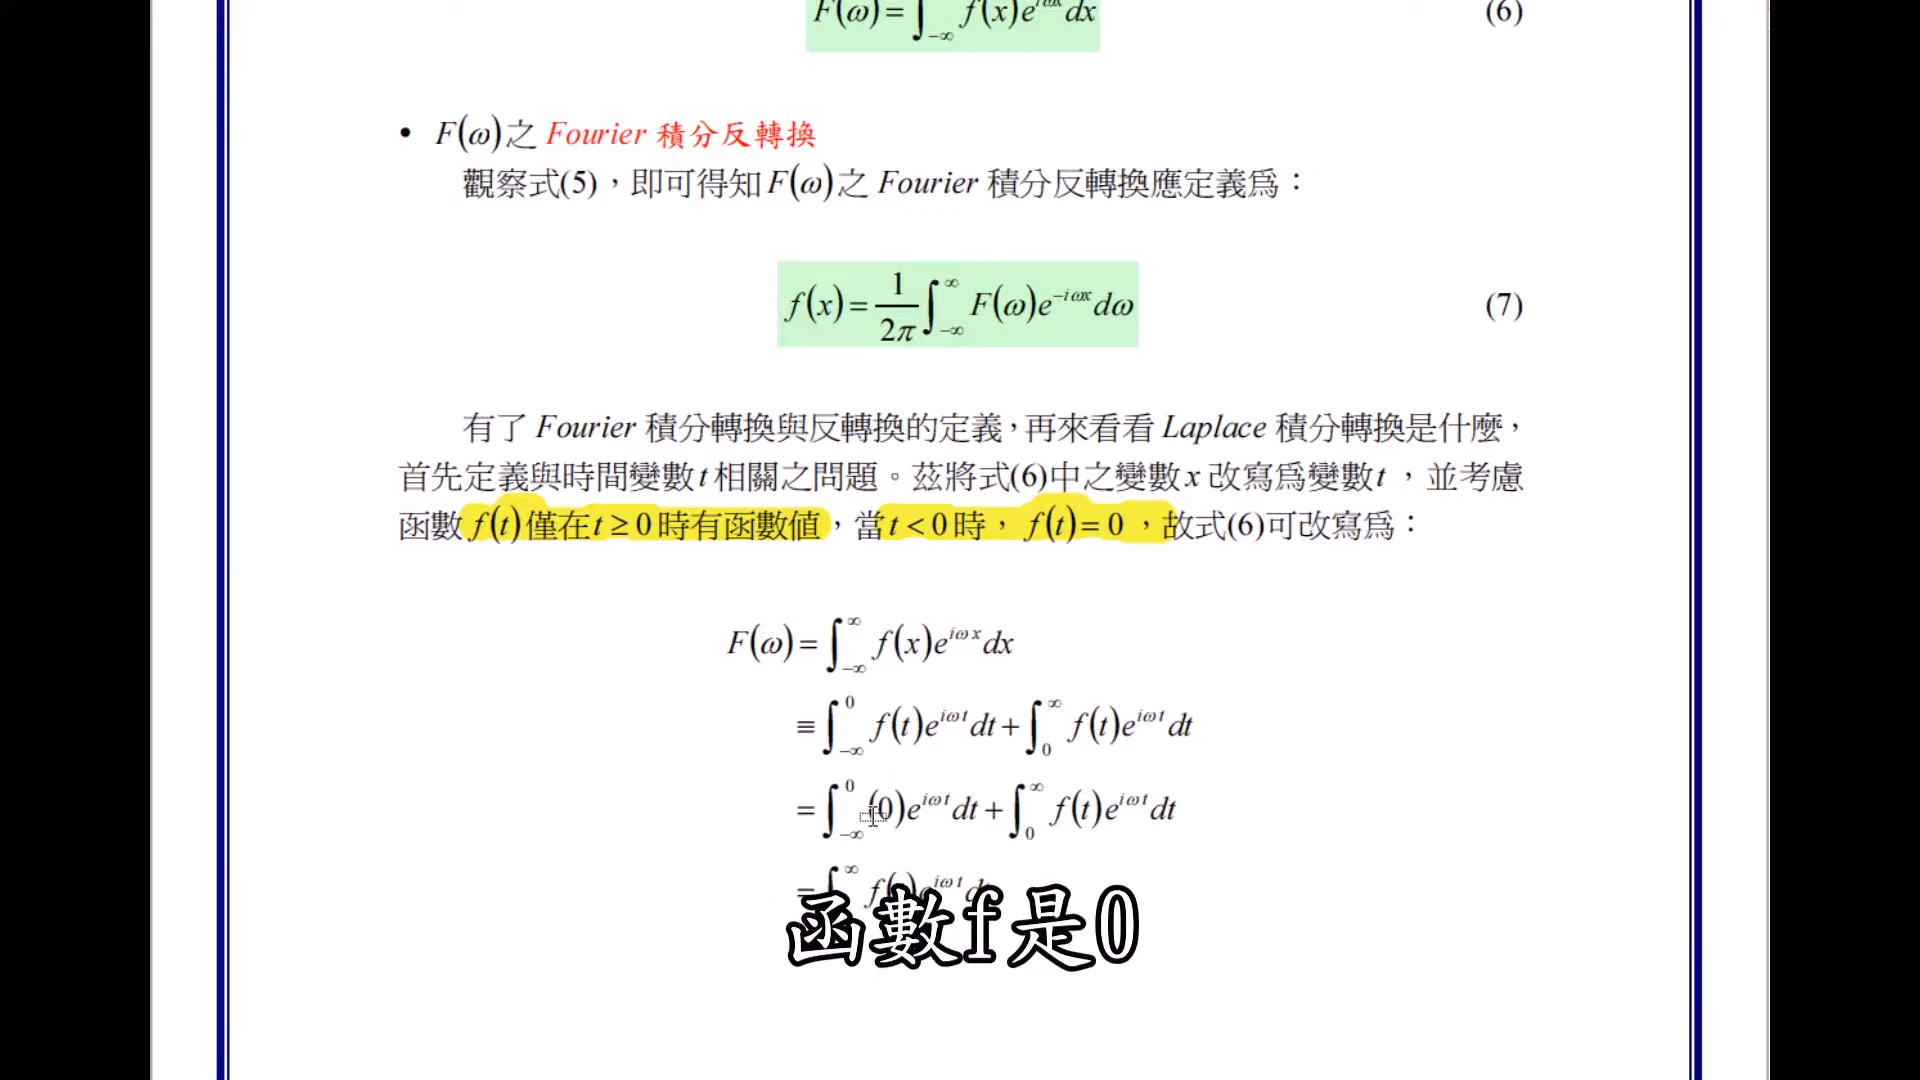 F(ω)=∫_{-∞} f(x)e^{iωx}dx (6)
• F(ω)之 Fourier 積分反轉換
觀察式(5)，即可得知 F(ω)之 Fourier 積分反轉換應定義為：
f(x)=\frac{1}{2π}∫_{-∞}^{∞} F(ω)e^{-iωx}dω (7)
有了 Fourier 積分轉換與反轉換的定義，再來看看 Laplace 積分轉換是什麼，
首先定義與時間變數 t 相關之問題。茲將式(6)中之變數 x 改寫為變數 t ，並考慮
函數 f(t)僅在 t≥0 時有函數值，當 t<0 時， f(t)=0 ，故式(6)可改寫為：
F(ω)=∫_{-∞}^{∞} f(x)e^{iωx}dx
≡∫_{-∞}^{0} f(t)e^{iωt}dt+∫_{0}^{∞} f(t)e^{iωt}dt
=∫_{-∞}^{0} (0)e^{iωt}dt+∫_{0}^{∞} f(t)e^{iωt}dt
函數f是0